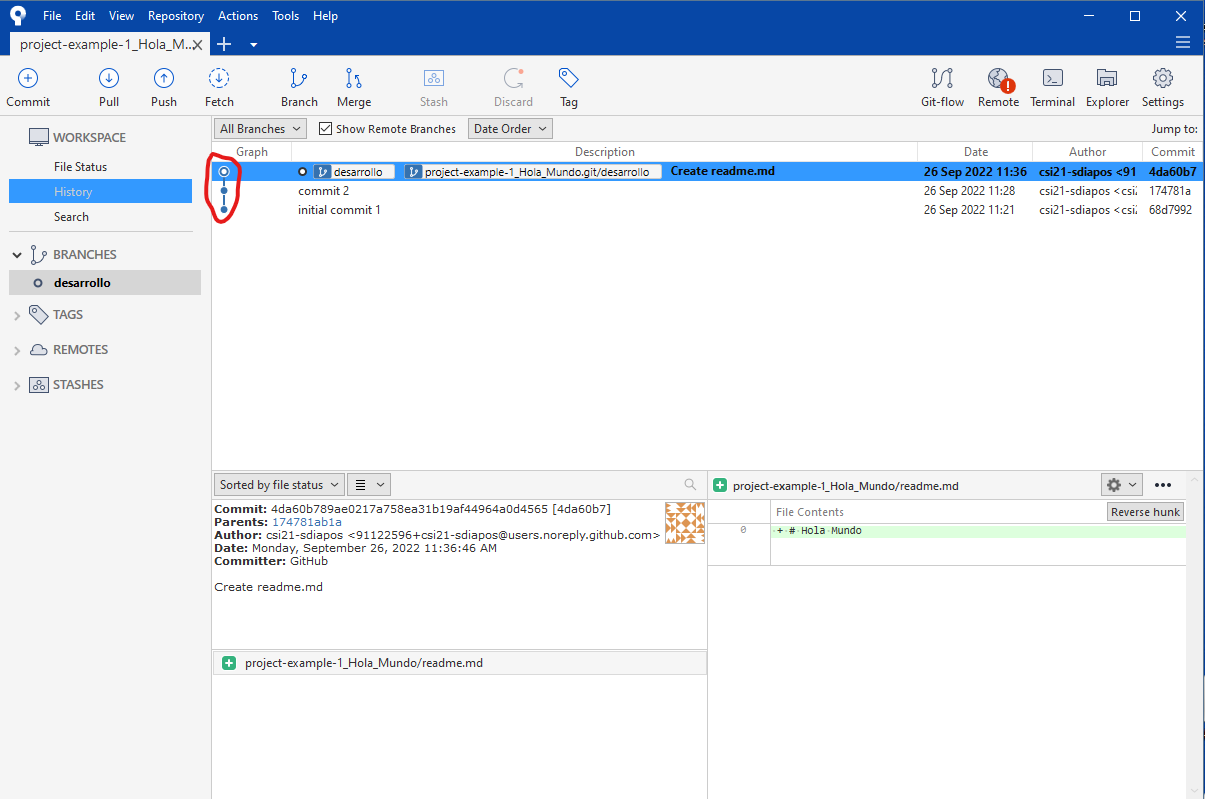 File Edit View Repository Actions Tools Help
project-example-1_Hola_M..
Commit Pull Push Fetch Branch Merge Stash Discard Tag Git-flow Remote Terminal Explorer Settings
WORKSPACE
File Status
History
Search
BRANCHES
desarrollo
TAGS
REMOTES
STASHES
All Branches Show Remote Branches Date Order Jump to:
Graph Description Date Author Commit
desarrollo project-example-1_Hola_Mundo.git/desarrollo Create readme.md 26 Sep 2022 11:36 csi21-sdiapos <91 4da60b7
commit 2 26 Sep 2022 11:28 csi21-sdiapos <csi2 174781a
initial commit 1 26 Sep 2022 11:21 csi21-sdiapos <csi2 68d7992
Sorted by file status
Commit: 4da60b789ae0217a758ea31b19af44964a0d4565 [4da60b7]
Parents: 174781ab1a
Author: csi21-sdiapos <91122596+csi21-sdiapos@users.noreply.github.com>
Date: Monday, September 26, 2022 11:36:46 AM
Committer: GitHub
Create readme.md
project-example-1_Hola_Mundo/readme.md
project-example-1_Hola_Mundo/readme.md
File Contents Reverse hunk
0 + # Hola Mundo